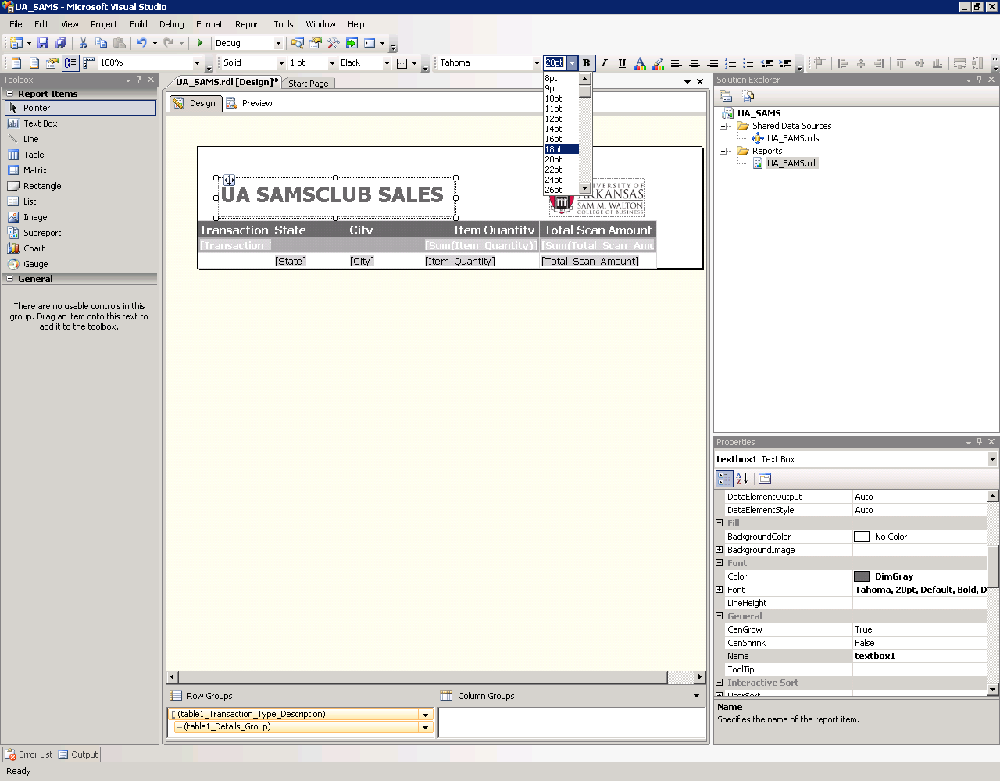 UA_SAMS - Microsoft Visual Studio
File Edit View Project Build Debug Format Report Tools Window Help
Debug
100% Solid 1 pt Black Tahoma 20pt B I U A
Toolbox
Report Items
Pointer
Text Box
Line
Table
Matrix
Rectangle
List
Image
Subreport
Chart
Gauge
General
There are no usable controls in this
group. Drag an item onto this text to
add it to the toolbox.
UA_SAMS.rdl [Design]* Start Page
Design Preview
8pt
9pt
10pt
11pt
12pt
14pt
16pt
18pt
20pt
22pt
24pt
26pt
UA SAMSCLUB SALES
IVERSITY OF
ARKANSAS
SAM M. WALTON
COLLEGE OF BUSINESS
Transaction State City Item Quantity Total Scan Amount
[Transaction [Sum(Item_Quantity)] [Sum(Total_Scan_Amo
[State] [City] [Item_Quantity] [Total_Scan_Amount]
Row Groups Column Groups
(table1_Transaction_Type_Description)
(table1_Details_Group)
Solution Explorer
UA_SAMS
Shared Data Sources
UA_SAMS.rds
Reports
UA_SAMS.rdl
Properties
textbox1 Text Box
DataElementOutput Auto
DataElementStyle Auto
Fill
BackgroundColor No Color
BackgroundImage
Font
Color DimGray
Font Tahoma, 20pt, Default, Bold, D
LineHeight
General
CanGrow True
CanShrink False
Name textbox1
ToolTip
Interactive Sort
UserSort
Name
Specifies the name of the report item.
Error List Output
Ready